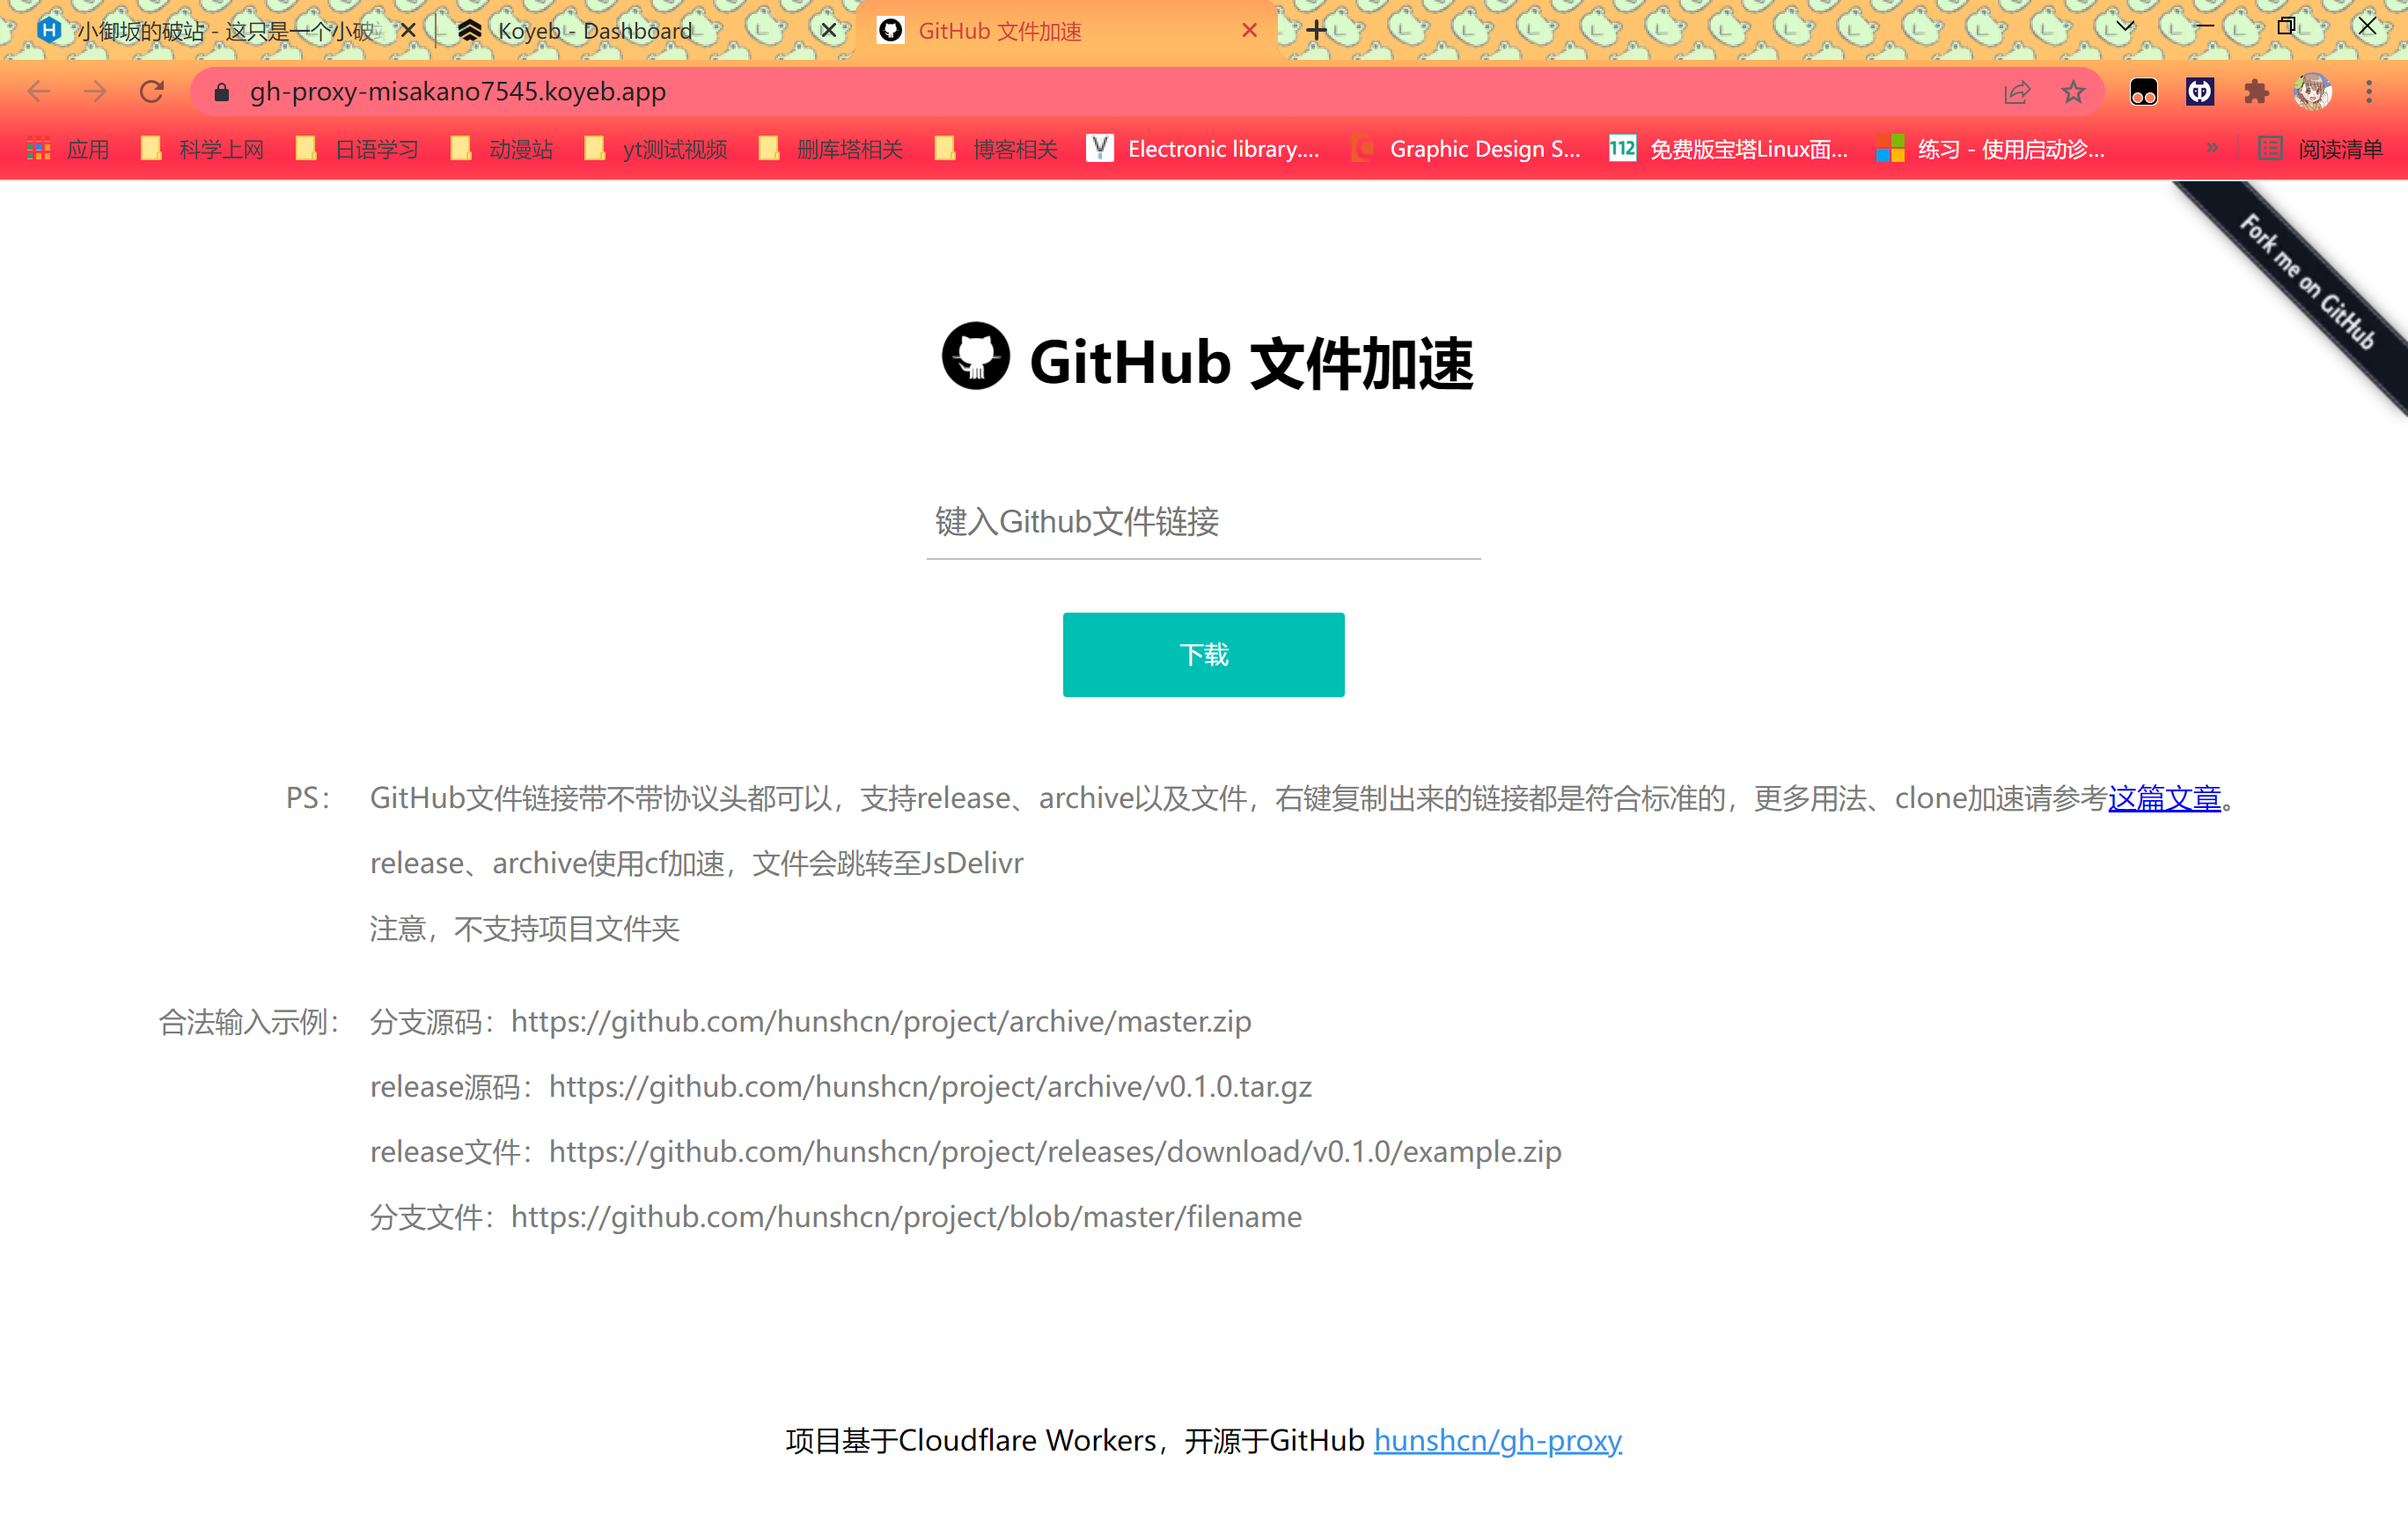 小御坂的破站 - 这只是一个小破
Koyeb - Dashboard
GitHub 文件加速
gh-proxy-misakano7545.koyeb.app
应用
科学上网
日语学习
动漫站
yt测试视频
删库塔相关
博客相关
Electronic library....
Graphic Design S...
112
免费版宝塔Linux面...
练习 - 使用启动诊...
»
阅读清单
Fork me on GitHub
GitHub 文件加速
键入Github文件链接
下载
PS： GitHub文件链接带不带协议头都可以，支持release、archive以及文件，右键复制出来的链接都是符合标准的，更多用法、clone加速请参考这篇文章。
release、archive使用cf加速，文件会跳转至JsDelivr
注意，不支持项目文件夹
合法输入示例： 分支源码：https://github.com/hunshcn/project/archive/master.zip
release源码：https://github.com/hunshcn/project/archive/v0.1.0.tar.gz
release文件：https://github.com/hunshcn/project/releases/download/v0.1.0/example.zip
分支文件：https://github.com/hunshcn/project/blob/master/filename
项目基于Cloudflare Workers，开源于GitHub hunshcn/gh-proxy